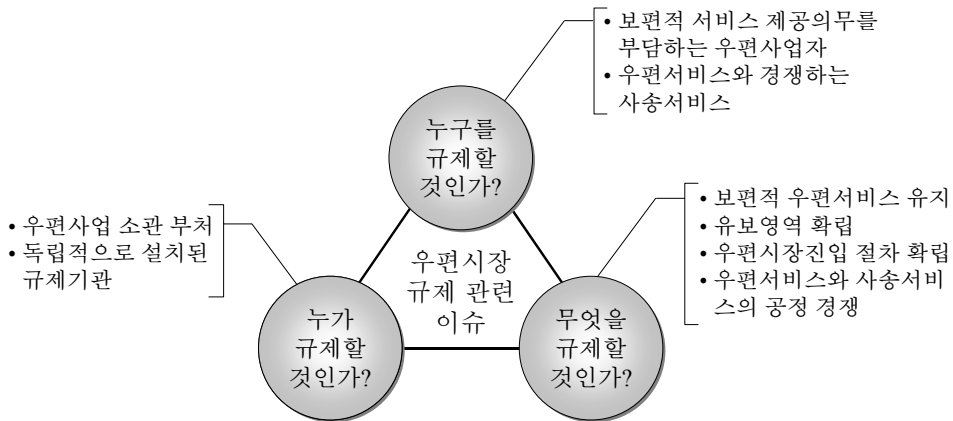 • 보편적 서비스 제공의무를
부담하는 우편사업자
• 우편서비스와 경쟁하는
사송서비스
누구를
규제할
것인가?
• 우편사업 소관 부처
• 독립적으로 설치된
규제기관
• 보편적 우편서비스 유지
• 유보영역 확립
• 우편시장진입 절차 확립
• 우편서비스와 사송서비
스의 공정 경쟁
우편시장
규제 관련
이슈
누가
규제할
것인가?
무엇을
규제할
것인가?